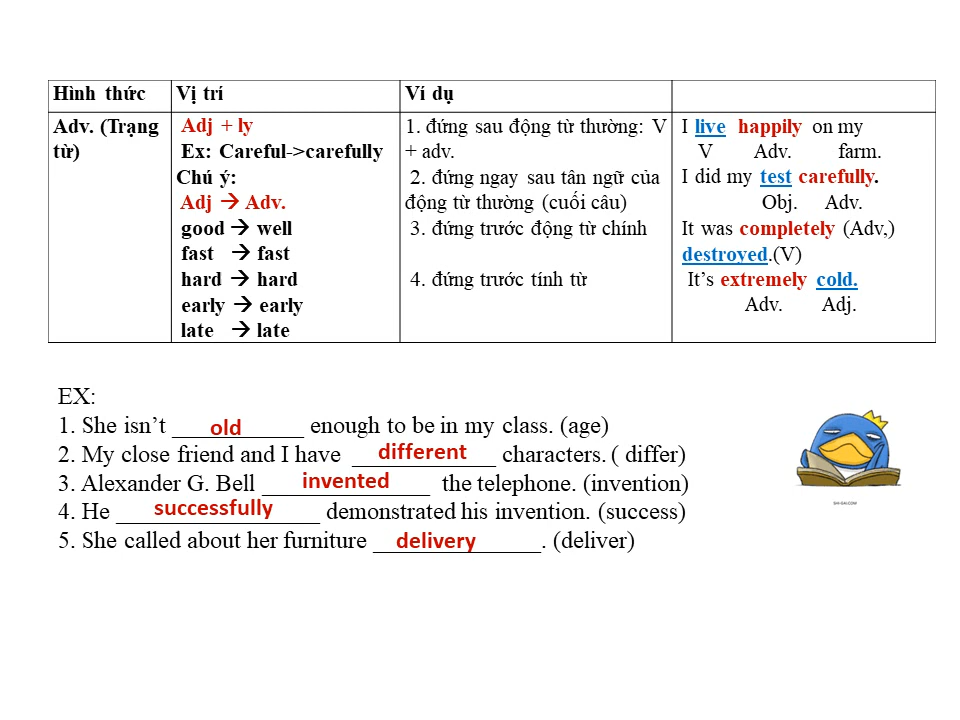 Hình thức Vị trí Ví dụ
Adv. (Trạng từ)
Adj + ly
Ex: Careful->carefully
Chú ý:
Adj → Adv.
good → well
fast → fast
hard → hard
early → early
late → late
1. đứng sau động từ thường: V
+ adv.
2. đứng ngay sau tân ngữ của
động từ thường (cuối câu)
3. đứng trước động từ chính
4. đứng trước tính từ
I live happily on my
V Adv. farm.
I did my test carefully.
Obj. Adv.
It was completely (Adv,)
destroyed.(V)
It's extremely cold.
Adv. Adj.
EX:
1. She isn't ___________ old enough to be in my class. (age)
2. My close friend and I have ____________ different characters. ( differ)
3. Alexander G. Bell ______________ invented the telephone. (invention)
4. He _________________ successfully demonstrated his invention. (success)
5. She called about her furniture ______________ delivery. (deliver)